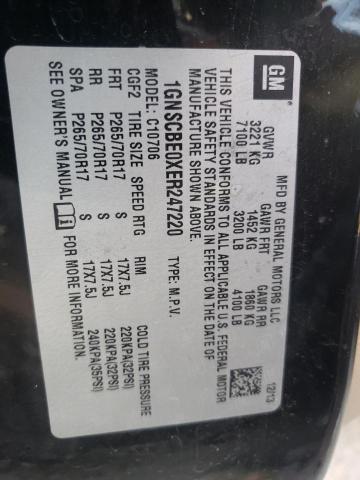 GM
MFD BY GENERAL MOTORS LLC
12/13
GVWR GAWR FRT GAWR RR
3221 KG 1452 KG 1860 KG
7100 LB 3200 LB 4100 LB
THIS VEHICLE CONFORMS TO ALL APPLICABLE U.S. FEDERAL MOTOR
VEHICLE SAFETY STANDARDS IN EFFECT ON THE DATE OF
MANUFACTURE SHOWN ABOVE.
1GNSCBE0XER247220 TYPE: M.P.V.
C10706
CGF2 TIRE SIZE SPEED RTG RIM COLD TIRE PRESSURE
FRT P265/70R17 S 17X7.5J 220KPA(32PSI)
RR P265/70R17 S 17X7.5J 220KPA(32PSI)
SPA P265/70R17 S 17X7.5J 240KPA(35PSI)
SEE OWNER'S MANUAL FOR MORE INFORMATION.